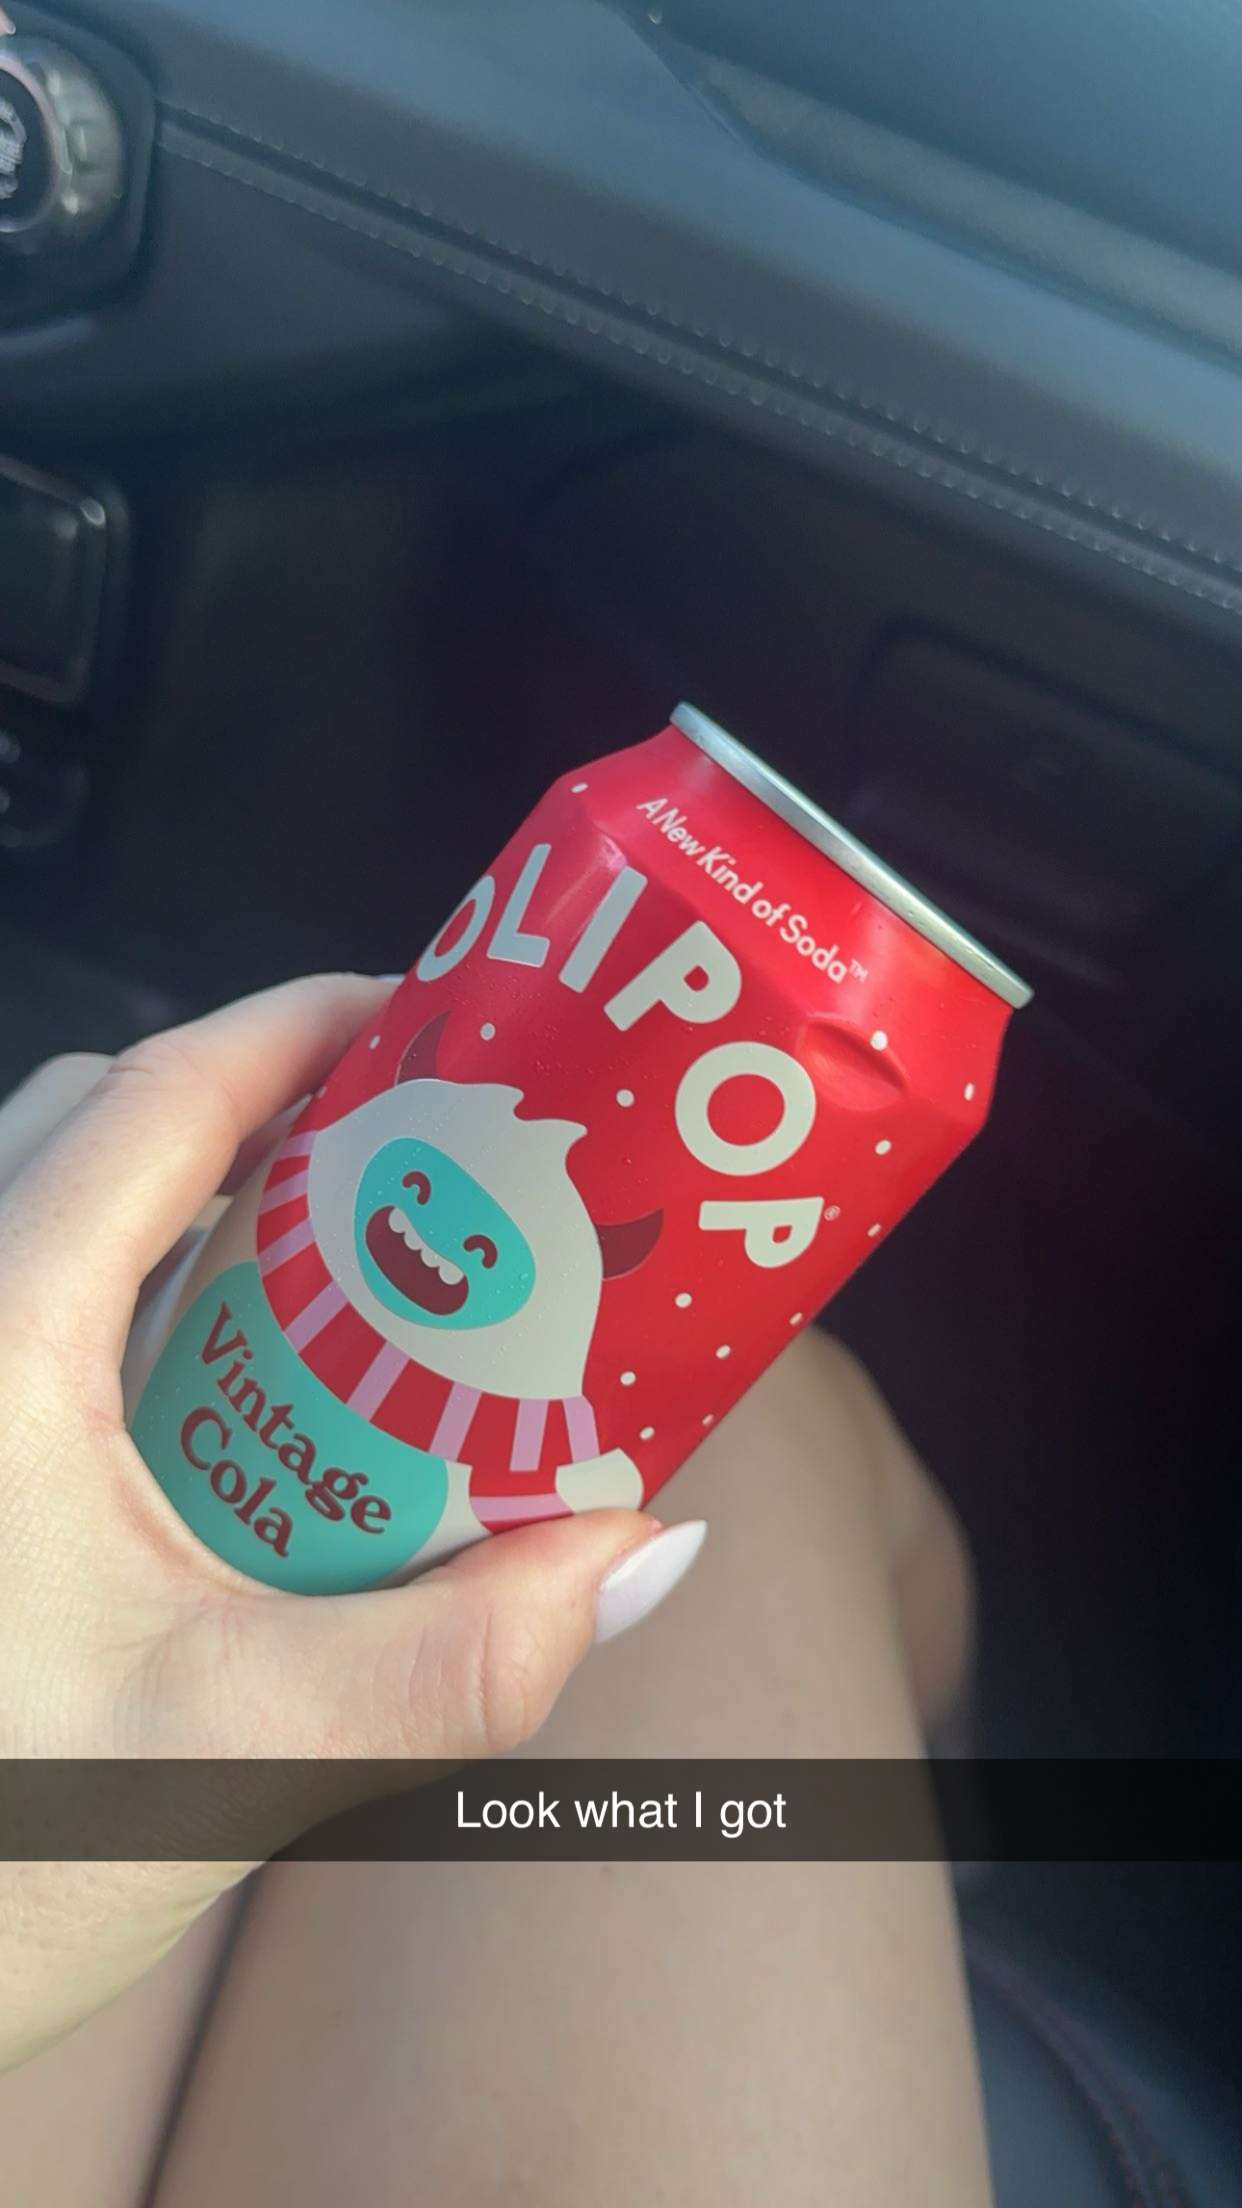 A New Kind of Soda™
OLIPOP®
Vintage
Cola
Look what I got